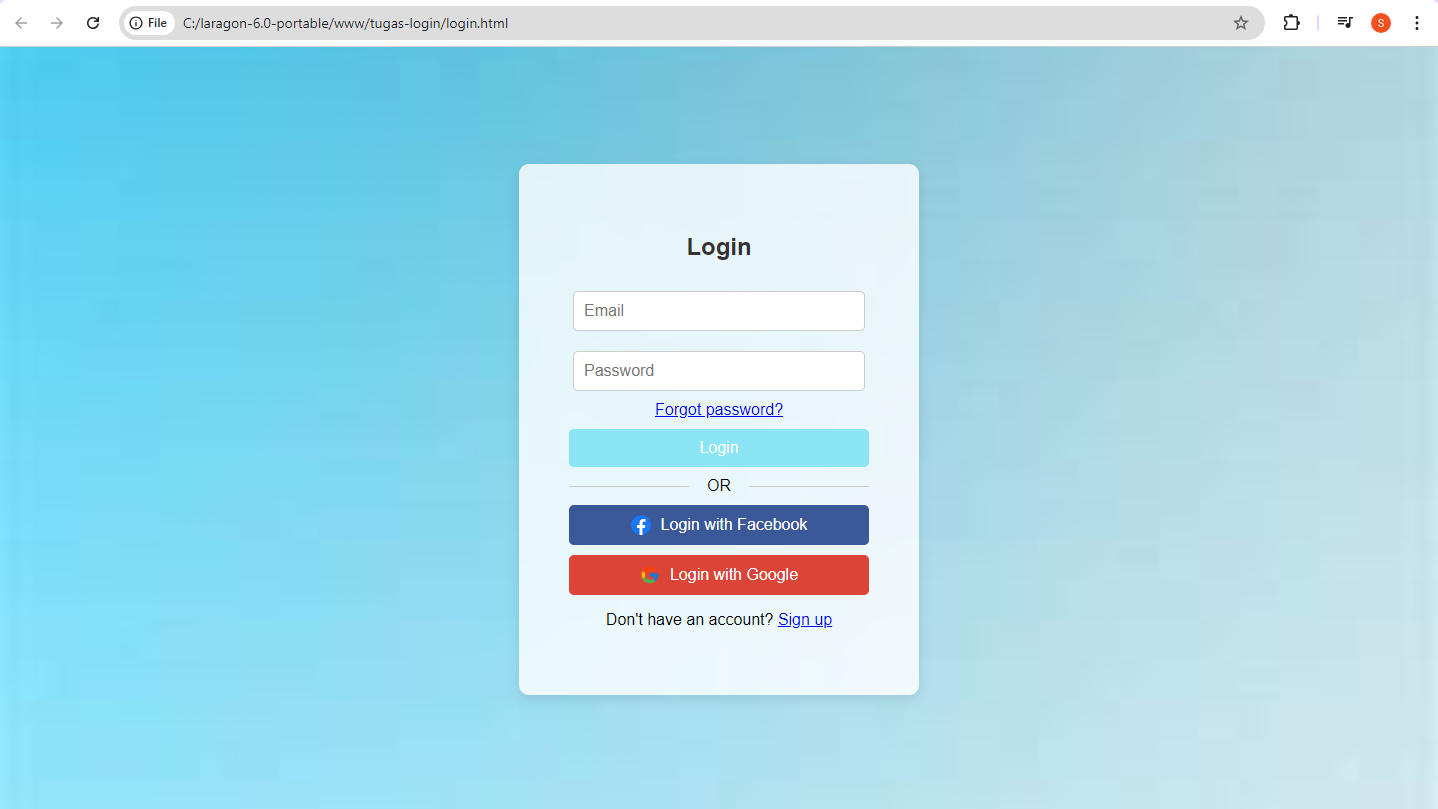 File C:/laragon-6.0-portable/www/tugas-login/login.html
S
Login
Email
Password
Forgot password?
Login
OR
Login with Facebook
Login with Google
Don't have an account? Sign up